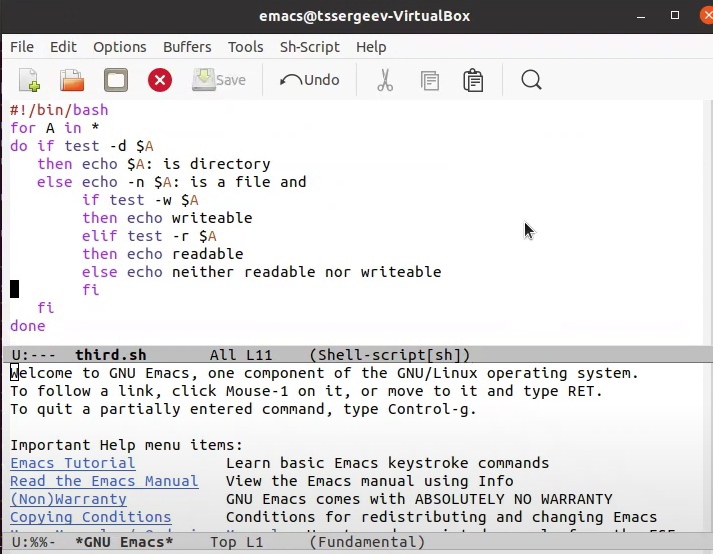 emacs@tssergeev-VirtualBox
File Edit Options Buffers Tools Sh-Script Help
Save Undo
#!/bin/bash
for A in *
do if test -d $A
   then echo $A: is directory
   else echo -n $A: is a file and
        if test -w $A
        then echo writeable
        elif test -r $A
        then echo readable
        else echo neither readable nor writeable
        fi
   fi
done
U:---  third.sh       All L11    (Shell-script[sh])
Welcome to GNU Emacs, one component of the GNU/Linux operating system.
To follow a link, click Mouse-1 on it, or move to it and type RET.
To quit a partially entered command, type Control-g.
Important Help menu items:
Emacs Tutorial          Learn basic Emacs keystroke commands
Read the Emacs Manual   View the Emacs manual using Info
(Non)Warranty           GNU Emacs comes with ABSOLUTELY NO WARRANTY
Copying Conditions      Conditions for redistributing and changing Emacs
U:%%-  *GNU Emacs*    Top L1     (Fundamental)